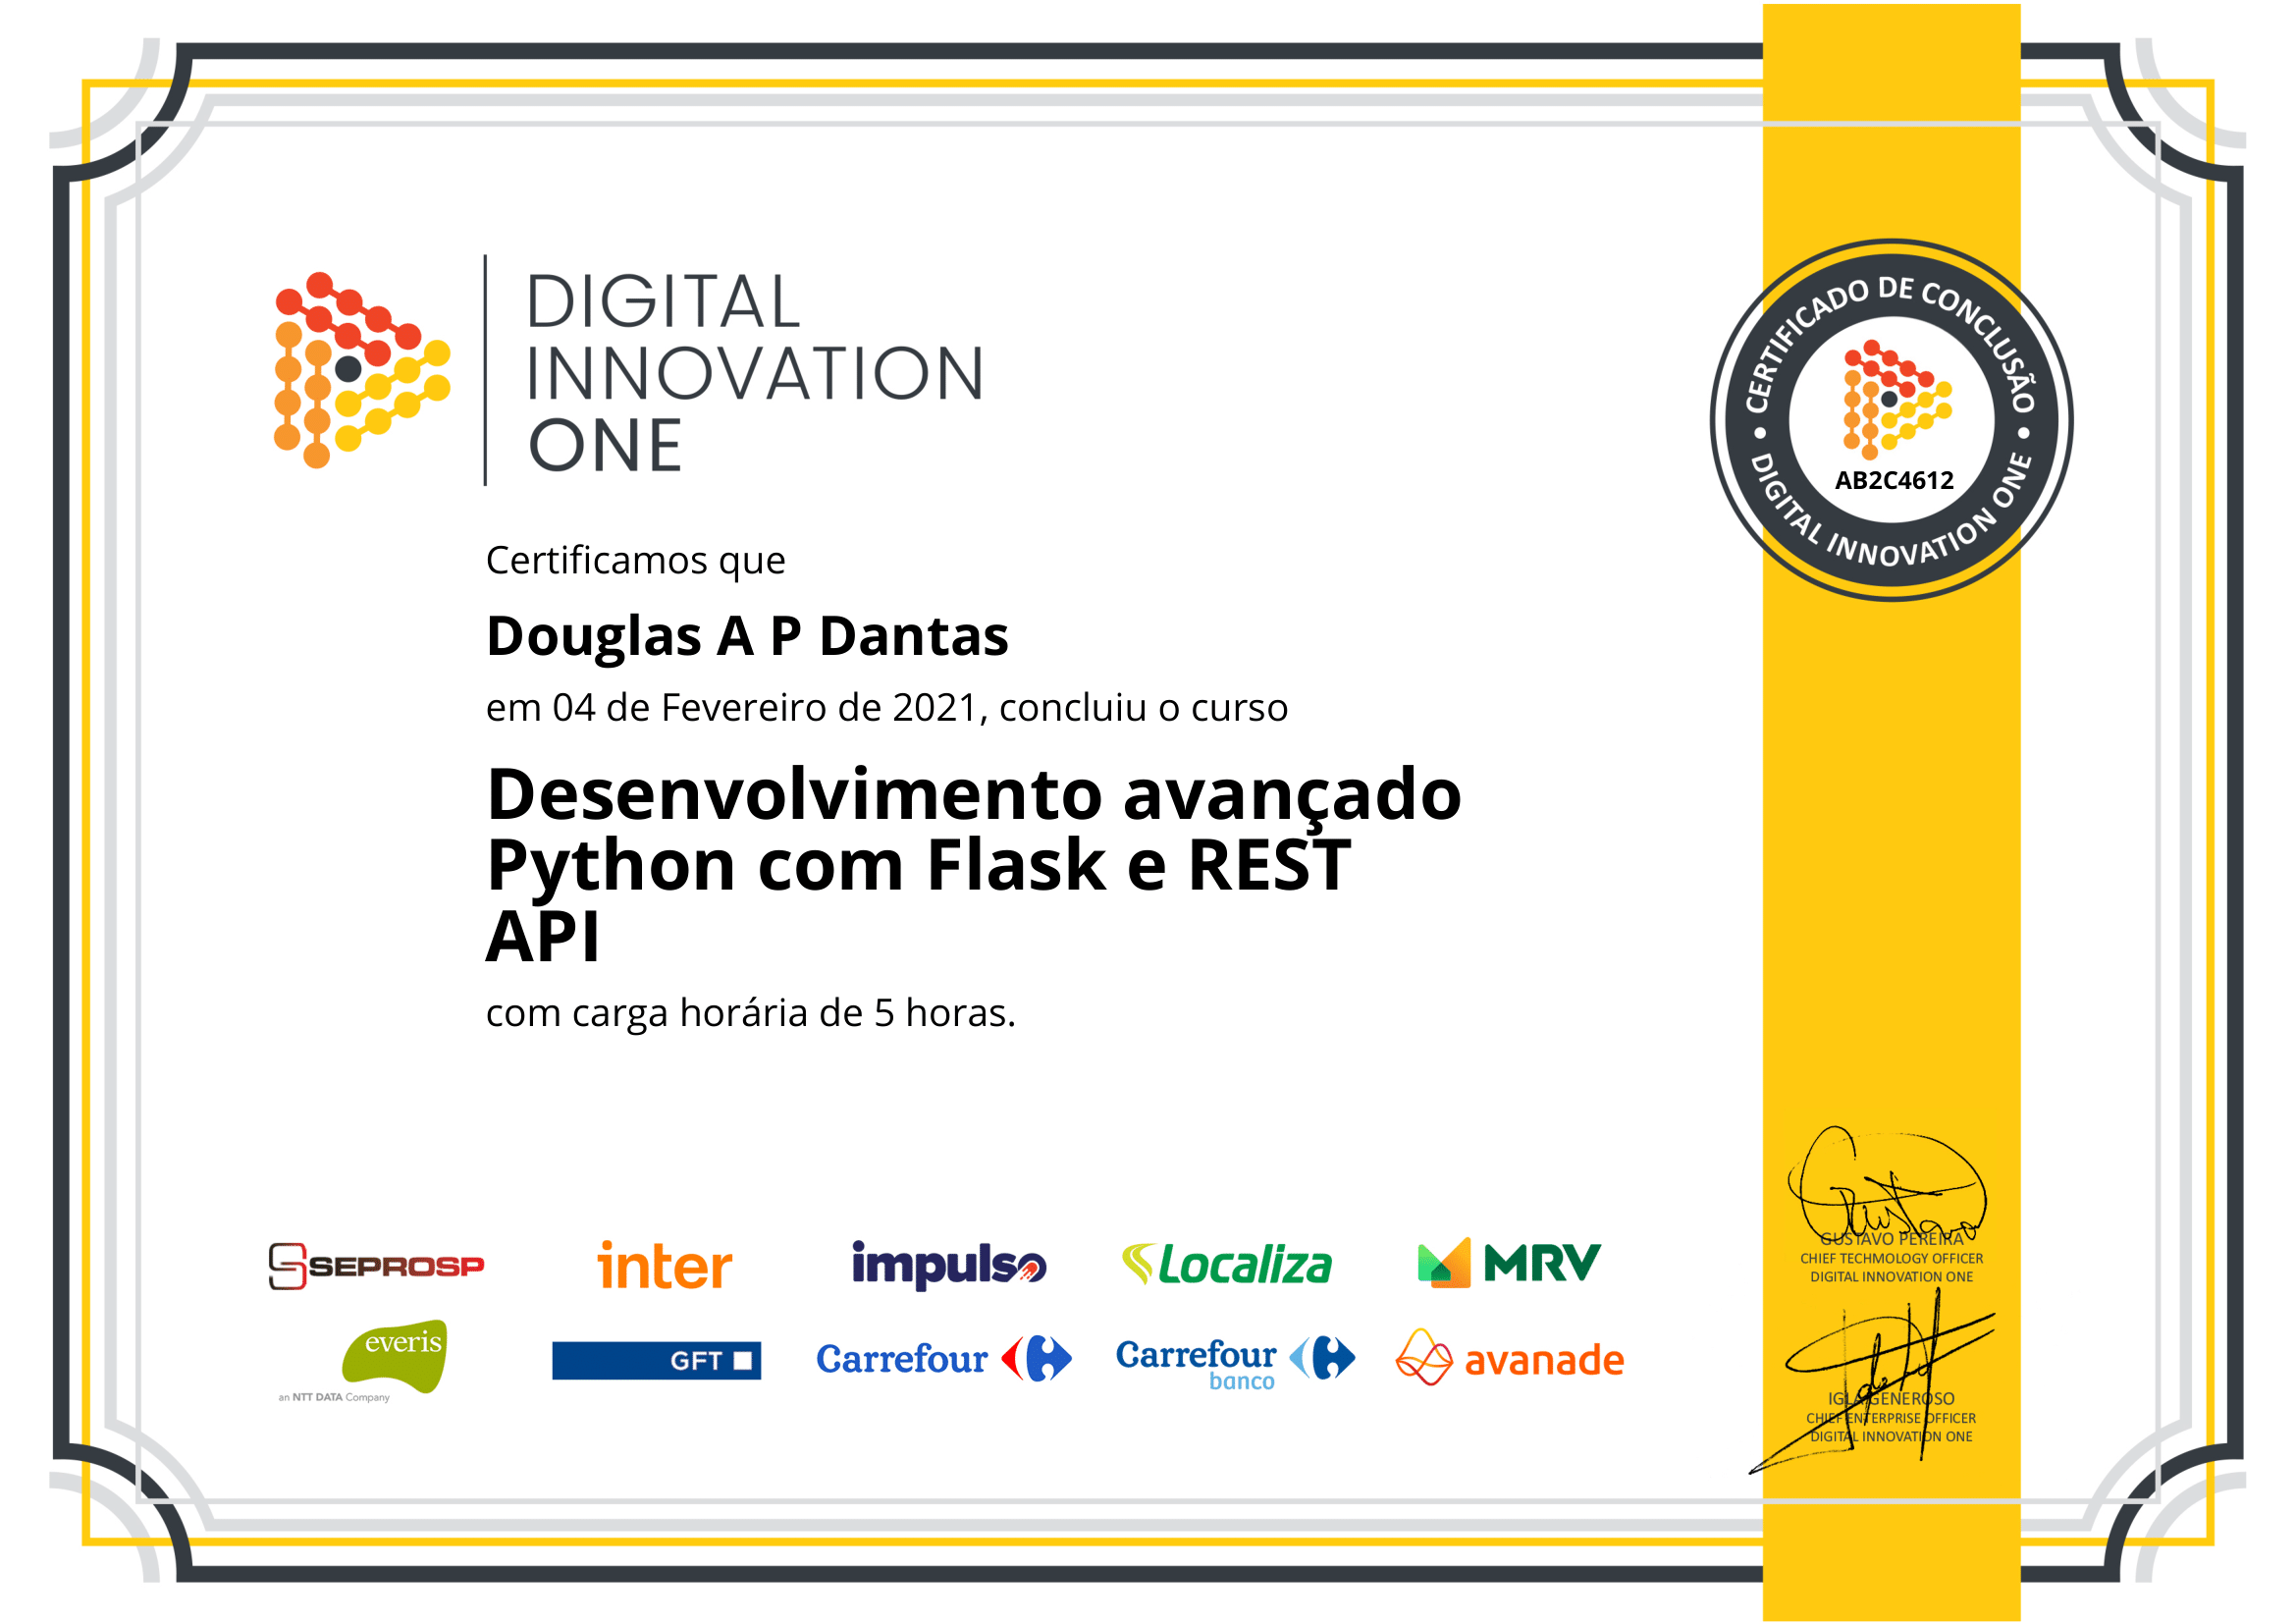 DIGITAL
INNOVATION
ONE
CERTIFICADO DE CONCLUSÃO
AB2C4612
DIGITAL INNOVATION ONE
Certificamos que
Douglas A P Dantas
em 04 de Fevereiro de 2021, concluiu o curso
Desenvolvimento avançado
Python com Flask e REST
API
com carga horária de 5 horas.
SEPROSP
inter
impulso
Localiza
MRV
everis
an NTT DATA Company
GFT
Carrefour
Carrefour
banco
avanade
Gustavo
GUSTAVO PEREIRA
CHIEF TECHMOLOGY OFFICER
DIGITAL INNOVATION ONE
IGLA GENEROSO
CHIEF ENTERPRISE OFFICER
DIGITAL INNOVATION ONE